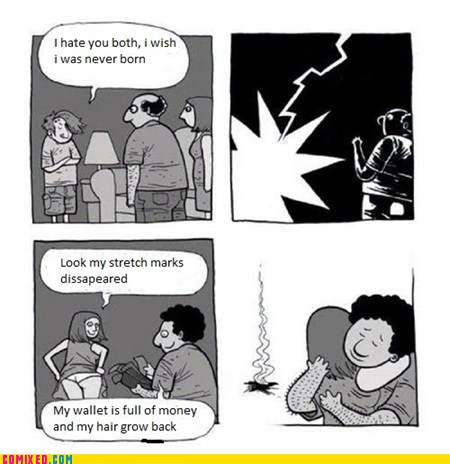 I hate you both, i wish
i was never born
Look my stretch marks
dissapeared
My wallet is full of money
and my hair grow back
COMIXED.COM